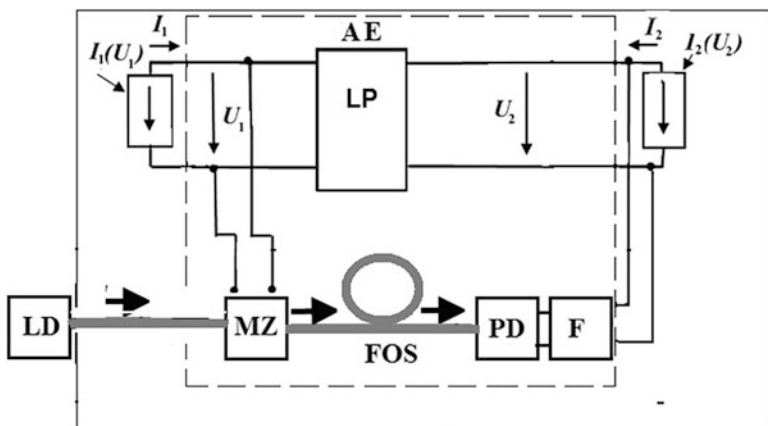 I₁
AE
I₂
I₁(U₁)
I₂(U₂)
LP
U₁
U₂
LD
MZ
FOS
PD
F